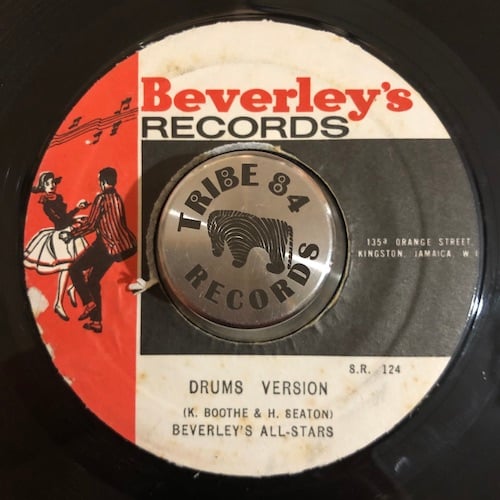 Beverley's
RECORDS
TRIBE 84
RECORDS
135a ORANGE STREET,
KINGSTON, JAMAICA, W I
S.R. 124
DRUMS VERSION
(K. BOOTHE & H. SEATON)
BEVERLEY'S ALL-STARS